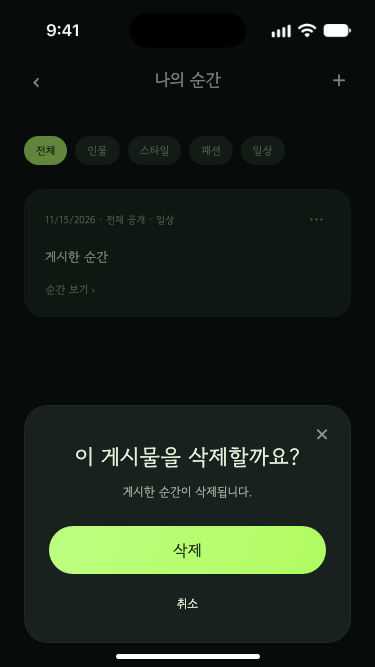 9:41
나의 순간
전체 인물 스타일 패션 일상
11/15/2026 · 전체 공개 · 일상
게시한 순간
순간 보기 ›
이 게시물을 삭제할까요?
게시한 순간이 삭제됩니다.
삭제
취소